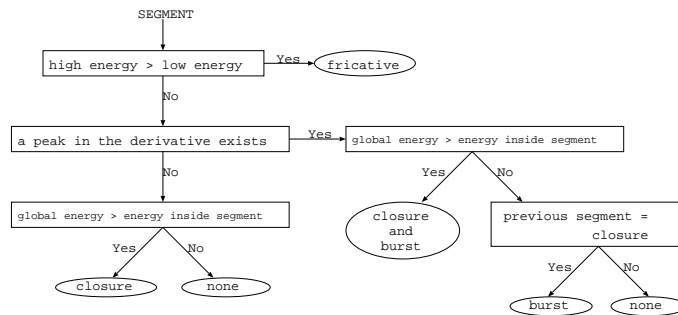 SEGMENT
high energy > low energy
Yes
fricative
No
a peak in the derivative exists
Yes
global energy > energy inside segment
No
Yes
No
global energy > energy inside segment
closure
and
burst
previous segment =
closure
Yes
No
Yes
No
closure
none
burst
none